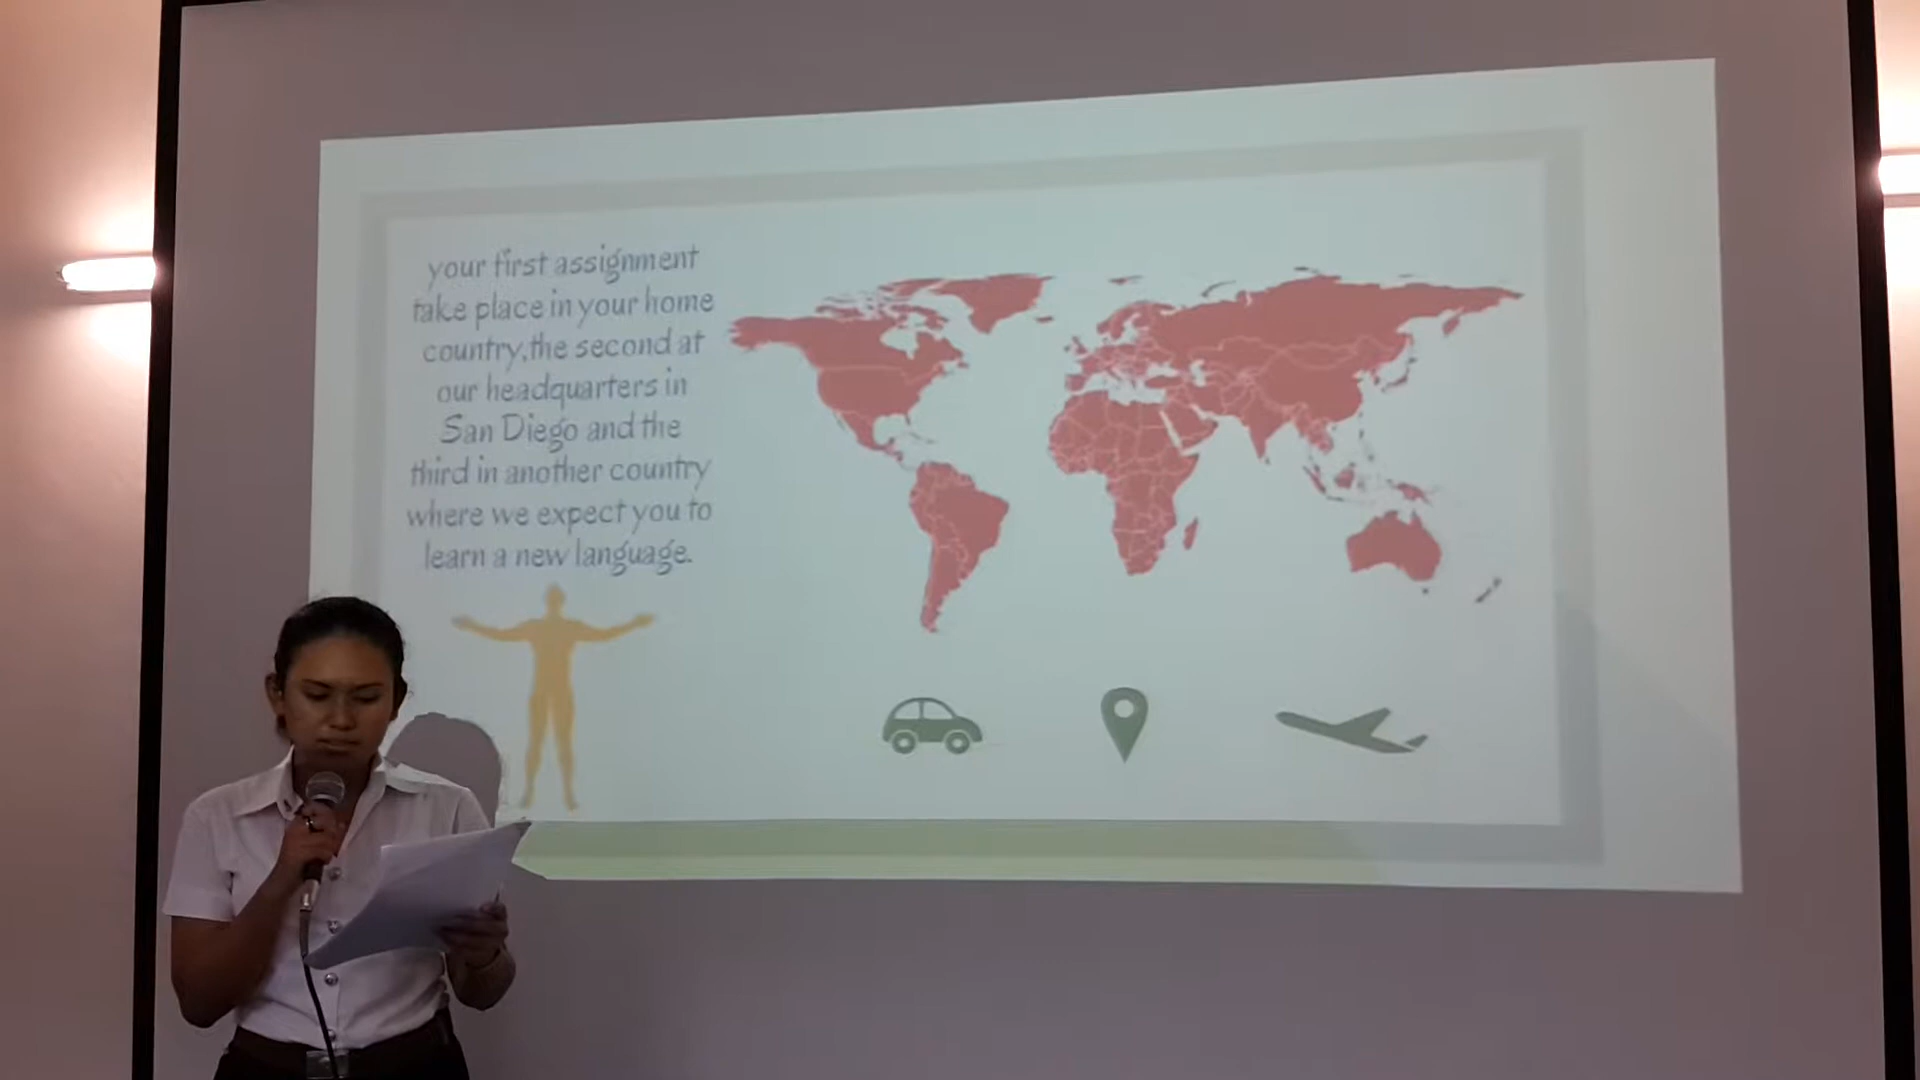 your first assignment
take place in your home
country,the second at
our headquarters in
San Diego and the
third in another country
where we expect you to
learn a new language.